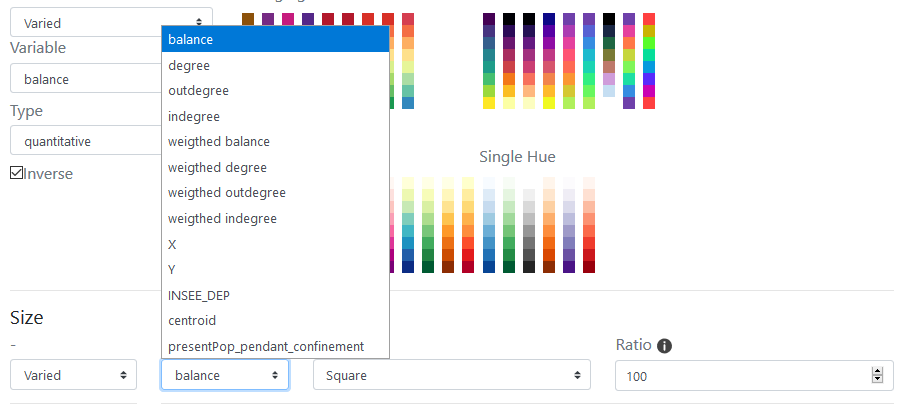 Varied
Variable
balance
Type
quantitative
Inverse
balance
degree
outdegree
indegree
weigthed balance
weigthed degree
weigthed outdegree
weigthed indegree
X
Y
INSEE_DEP
centroid
presentPop_pendant_confinement
Single Hue
Size
-
Ratio
Varied
balance
Square
100